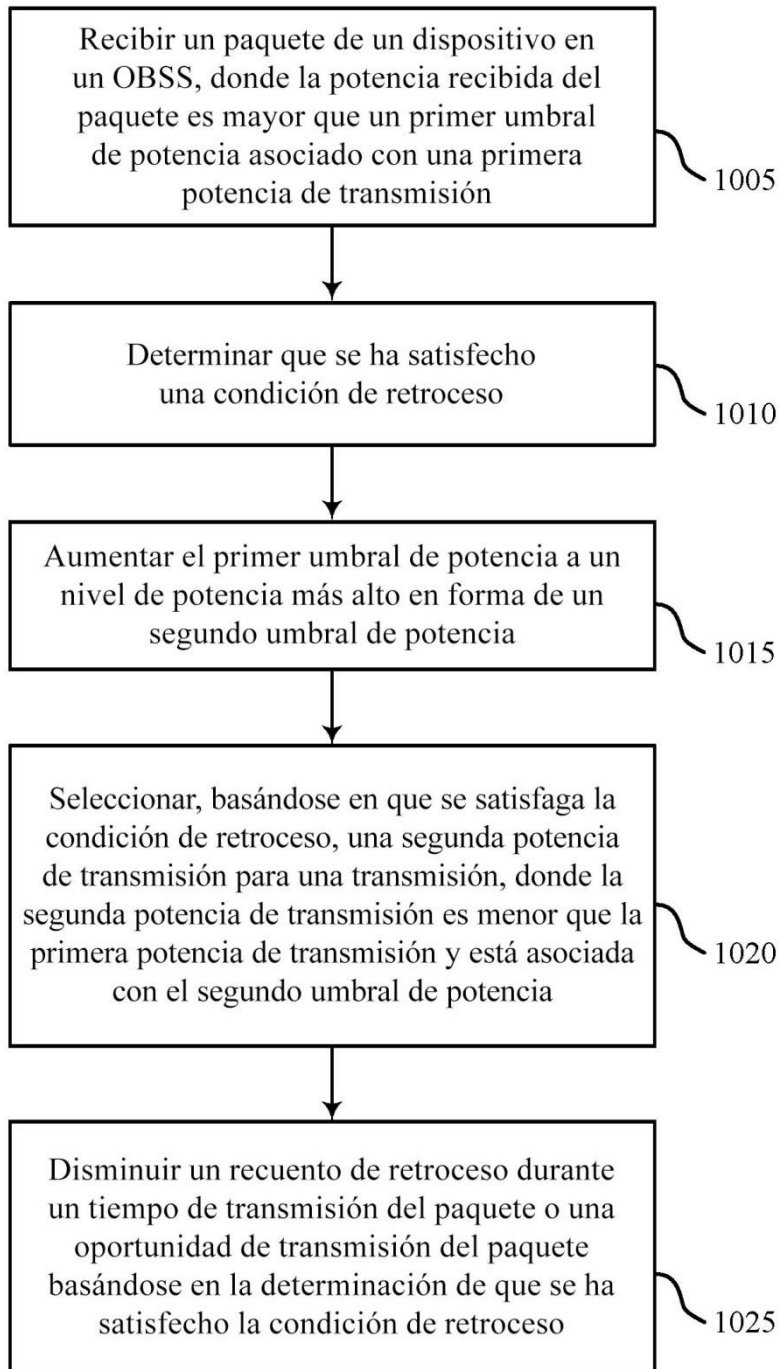 Recibir un paquete de un dispositivo en
un OBSS, donde la potencia recibida del
paquete es mayor que un primer umbral
de potencia asociado con una primera
potencia de transmisión
1005
Determinar que se ha satisfecho
una condición de retroceso
1010
Aumentar el primer umbral de potencia a un
nivel de potencia más alto en forma de un
segundo umbral de potencia
1015
Seleccionar, basándose en que se satisfaga la
condición de retroceso, una segunda potencia
de transmisión para una transmisión, donde la
segunda potencia de transmisión es menor que la
primera potencia de transmisión y está asociada
con el segundo umbral de potencia
1020
Disminuir un recuento de retroceso durante
un tiempo de transmisión del paquete o una
oportunidad de transmisión del paquete
basándose en la determinación de que se ha
satisfecho la condición de retroceso
1025